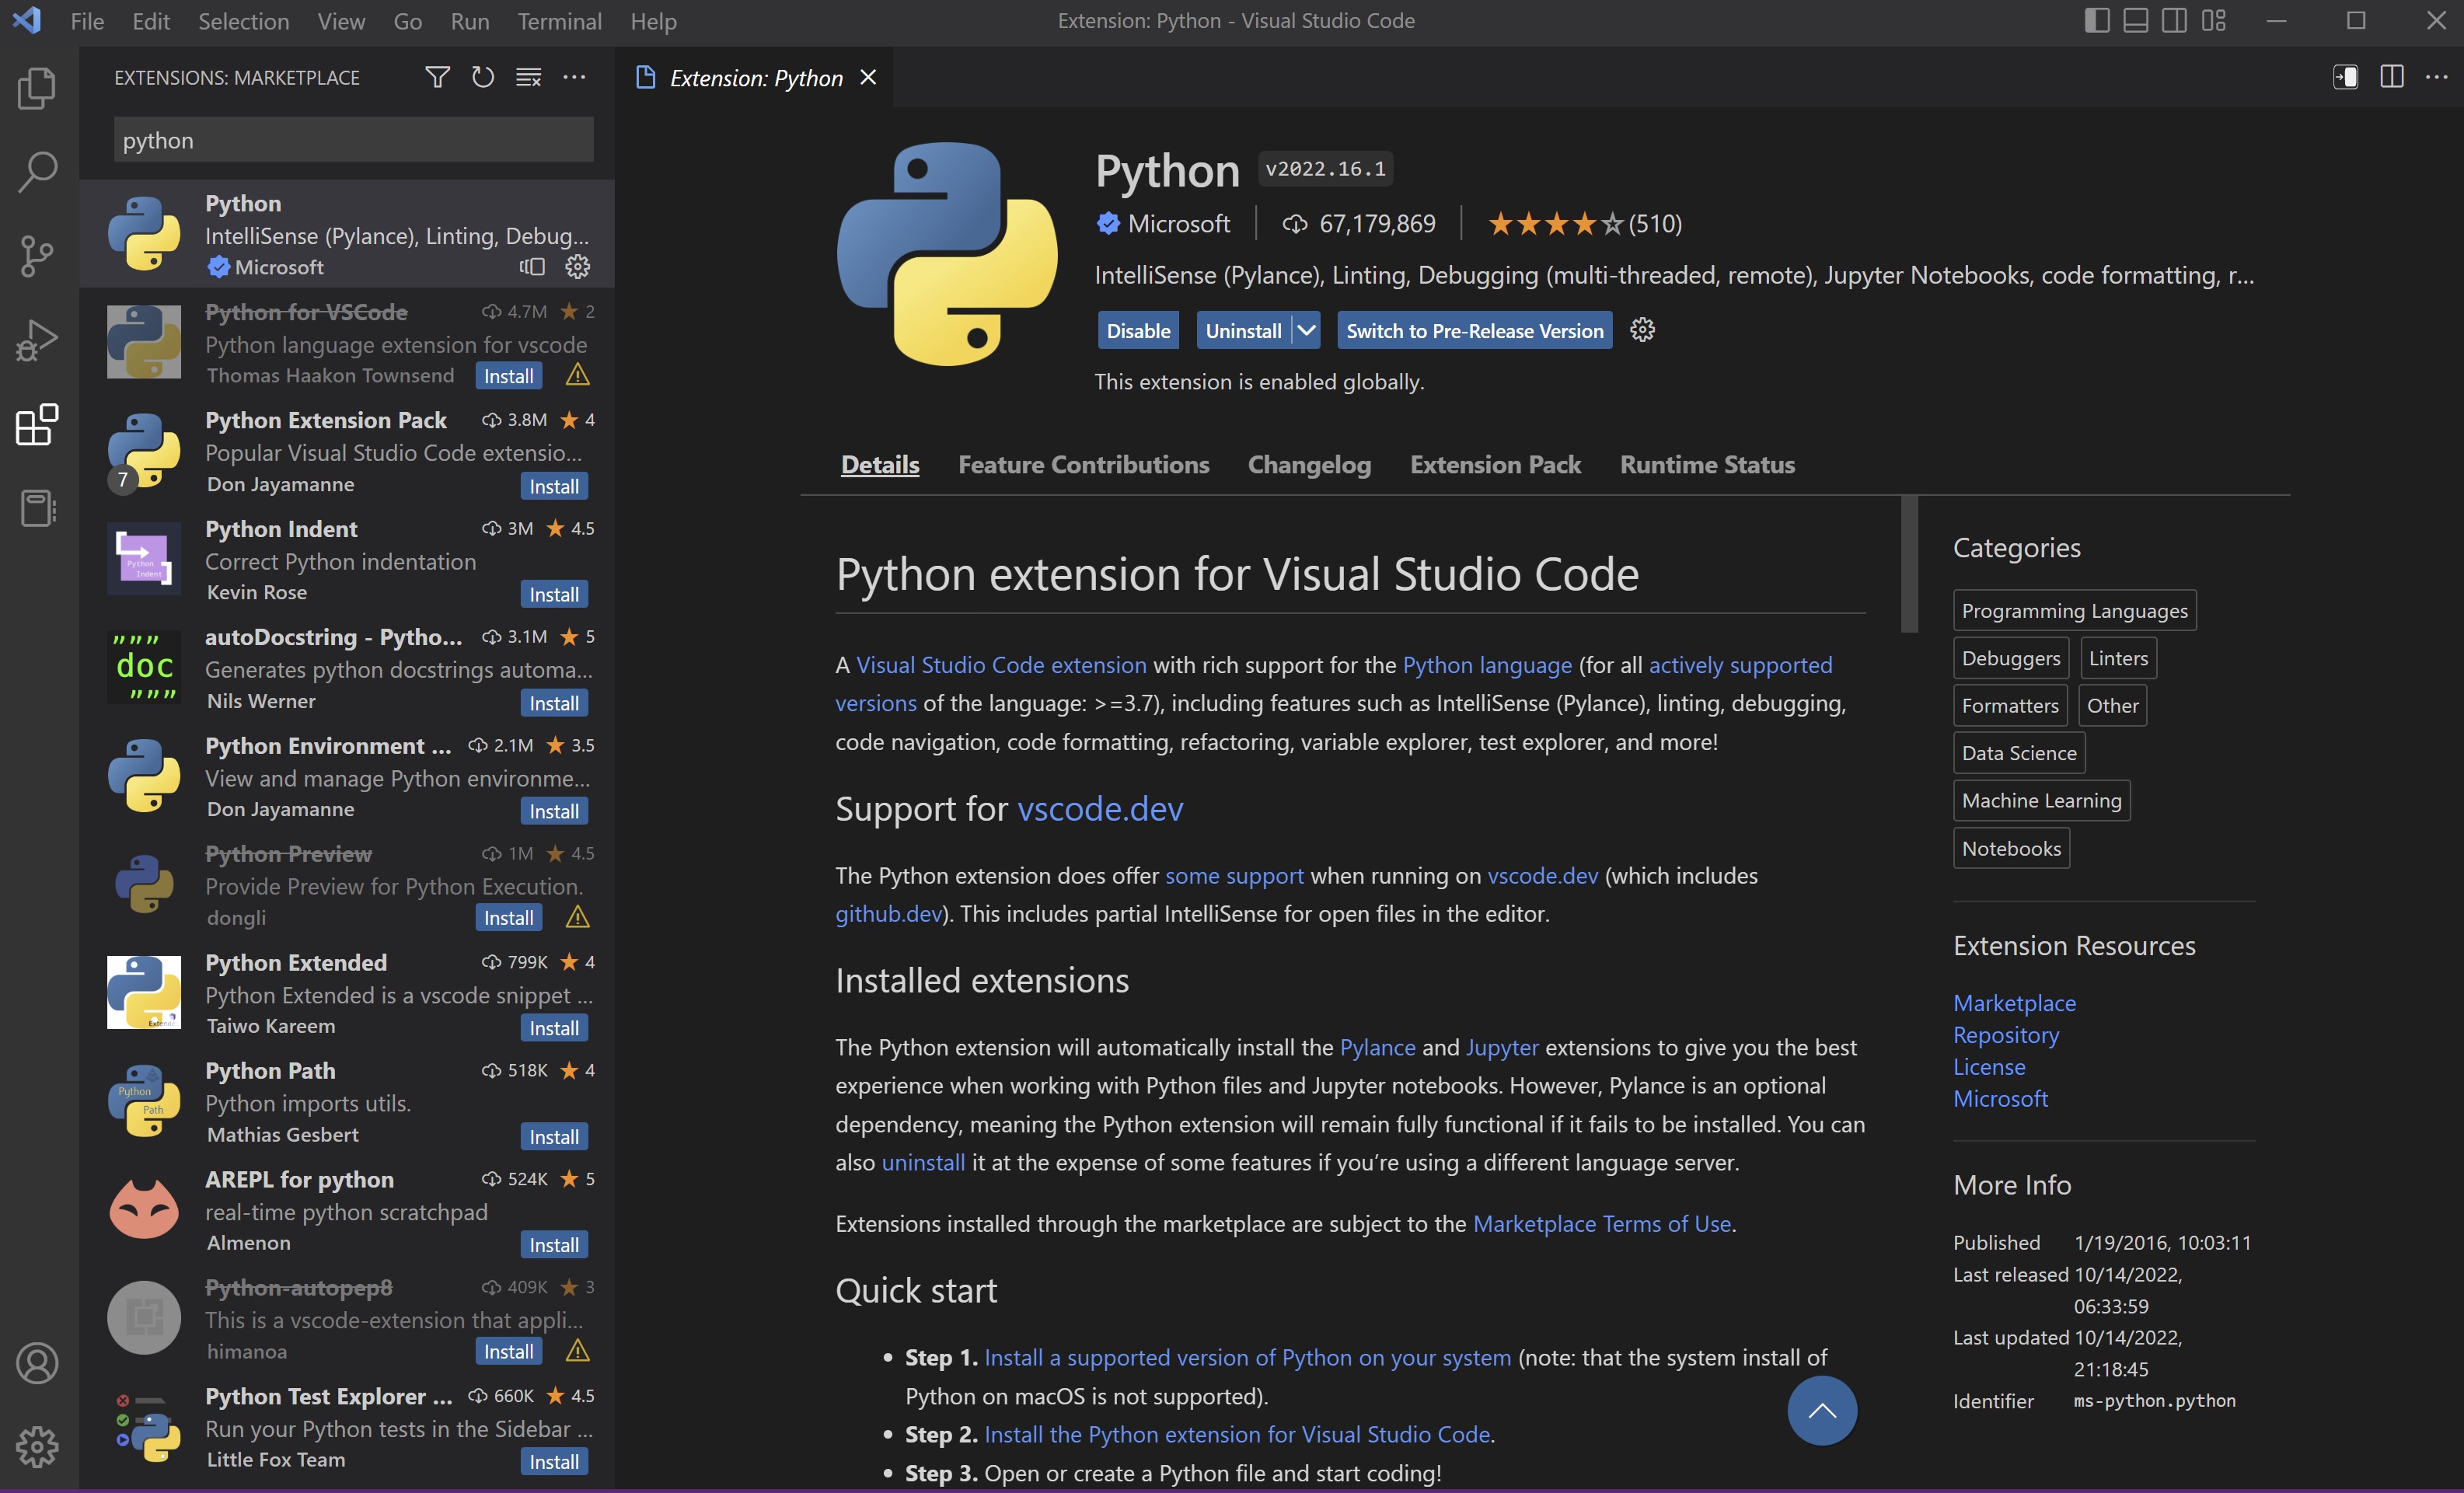 File Edit Selection View Go Run Terminal Help
Extension: Python - Visual Studio Code
EXTENSIONS: MARKETPLACE
python
Python
IntelliSense (Pylance), Linting, Debug...
Microsoft
Python for VSCode 4.7M 2
Python language extension for vscode
Thomas Haakon Townsend Install
Python Extension Pack 3.8M 4
Popular Visual Studio Code extensio...
7
Don Jayamanne Install
Python Indent 3M 4.5
Correct Python indentation
Python
Indent
Kevin Rose Install
autoDocstring - Pytho... 3.1M 5
"""
doc
"""
Generates python docstrings automa...
Nils Werner Install
Python Environment ... 2.1M 3.5
View and manage Python environme...
Don Jayamanne Install
Python Preview 1M 4.5
Provide Preview for Python Execution.
dongli Install
Python Extended 799K 4
Python Extended is a vscode snippet ...
Taiwo Kareem Install
Python Path 518K 4
Python
Path
Python imports utils.
Mathias Gesbert Install
AREPL for python 524K 5
real-time python scratchpad
Almenon Install
Python-autopep8 409K 3
This is a vscode-extension that appli...
himanoa Install
Python Test Explorer ... 660K 4.5
Run your Python tests in the Sidebar ...
Little Fox Team Install
Extension: Python
Python v2022.16.1
Microsoft 67,179,869 (510)
IntelliSense (Pylance), Linting, Debugging (multi-threaded, remote), Jupyter Notebooks, code formatting, r...
Disable Uninstall Switch to Pre-Release Version
This extension is enabled globally.
Details Feature Contributions Changelog Extension Pack Runtime Status
Python extension for Visual Studio Code
A Visual Studio Code extension with rich support for the Python language (for all actively supported
versions of the language: >=3.7), including features such as IntelliSense (Pylance), linting, debugging,
code navigation, code formatting, refactoring, variable explorer, test explorer, and more!
Support for vscode.dev
The Python extension does offer some support when running on vscode.dev (which includes
github.dev). This includes partial IntelliSense for open files in the editor.
Installed extensions
The Python extension will automatically install the Pylance and Jupyter extensions to give you the best
experience when working with Python files and Jupyter notebooks. However, Pylance is an optional
dependency, meaning the Python extension will remain fully functional if it fails to be installed. You can
also uninstall it at the expense of some features if you’re using a different language server.
Extensions installed through the marketplace are subject to the Marketplace Terms of Use.
Quick start
• Step 1. Install a supported version of Python on your system (note: that the system install of
Python on macOS is not supported).
• Step 2. Install the Python extension for Visual Studio Code.
• Step 3. Open or create a Python file and start coding!
Categories
Programming Languages
Debuggers Linters
Formatters Other
Data Science
Machine Learning
Notebooks
Extension Resources
Marketplace
Repository
License
Microsoft
More Info
Published 1/19/2016, 10:03:11
Last released 10/14/2022,
06:33:59
Last updated 10/14/2022,
21:18:45
Identifier ms-python.python